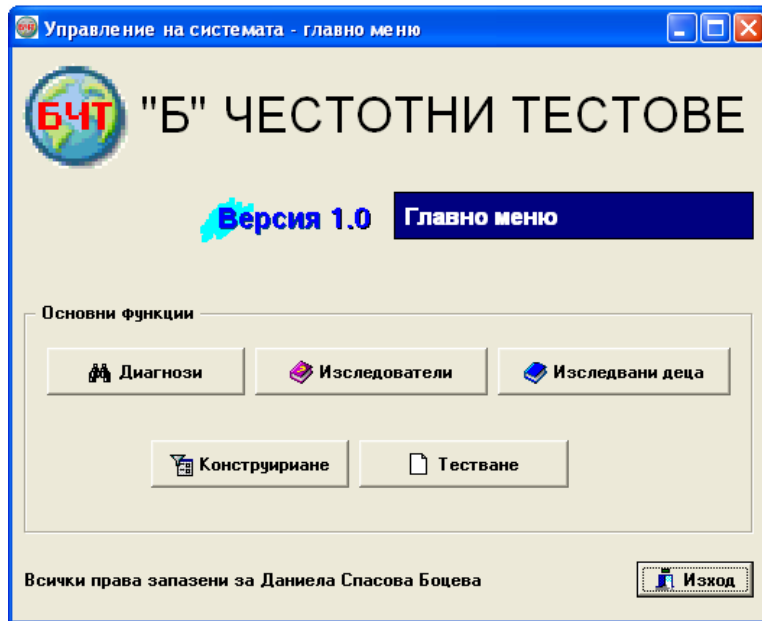 Управление на системата - главно меню
БЧТ
"Б" ЧЕСТОТНИ ТЕСТОВЕ
Версия 1.0
Главно меню
Основни функции
Диагнози
Изследователи
Изследвани деца
Конструириане
Тестване
Всички права запазени за Даниела Спасова Боцева
Изход